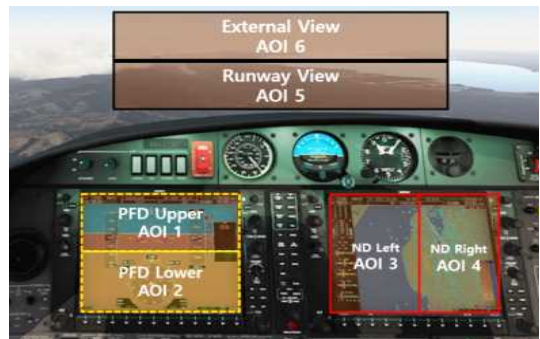 External View
AOI 6
Runway View
AOI 5
PFD Upper
AOI 1
PFD Lower
AOI 2
ND Left
AOI 3
ND Right
AOI 4